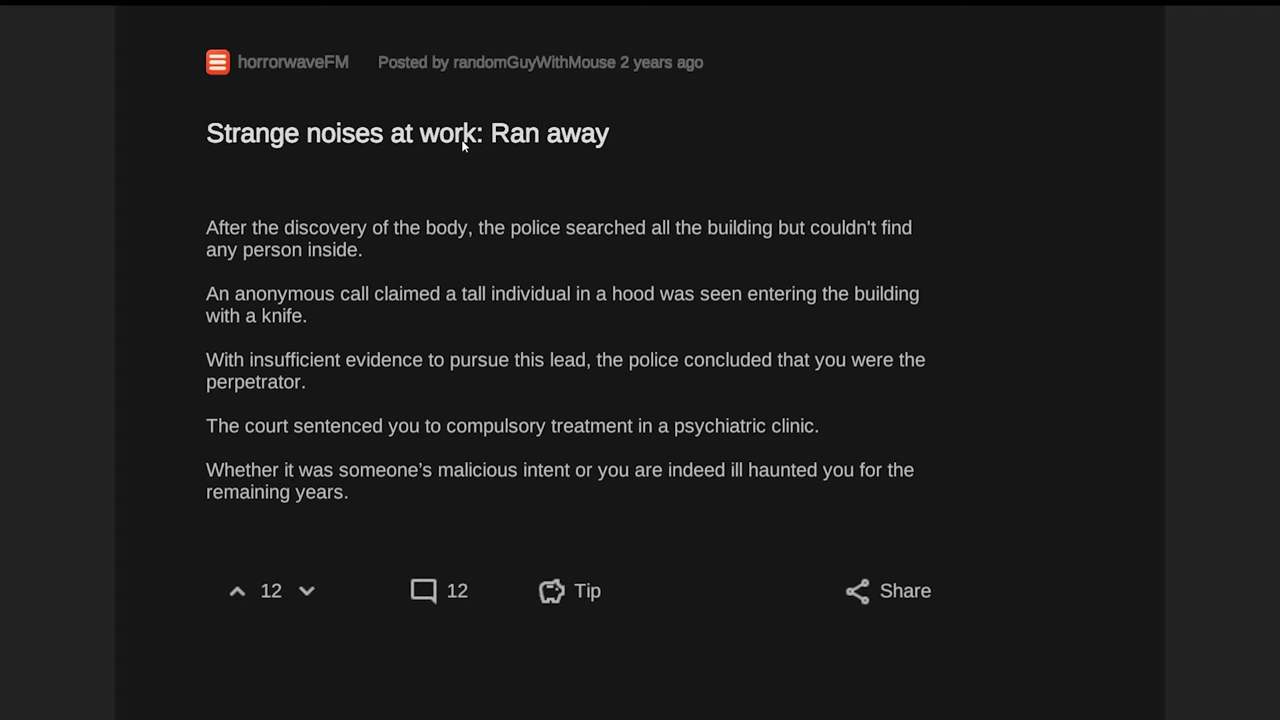 horrorwaveFM Posted by randomGuyWithMouse 2 years ago
Strange noises at work: Ran away
After the discovery of the body, the police searched all the building but couldn't find
any person inside.
An anonymous call claimed a tall individual in a hood was seen entering the building
with a knife.
With insufficient evidence to pursue this lead, the police concluded that you were the
perpetrator.
The court sentenced you to compulsory treatment in a psychiatric clinic.
Whether it was someone’s malicious intent or you are indeed ill haunted you for the
remaining years.
12 12 Tip Share